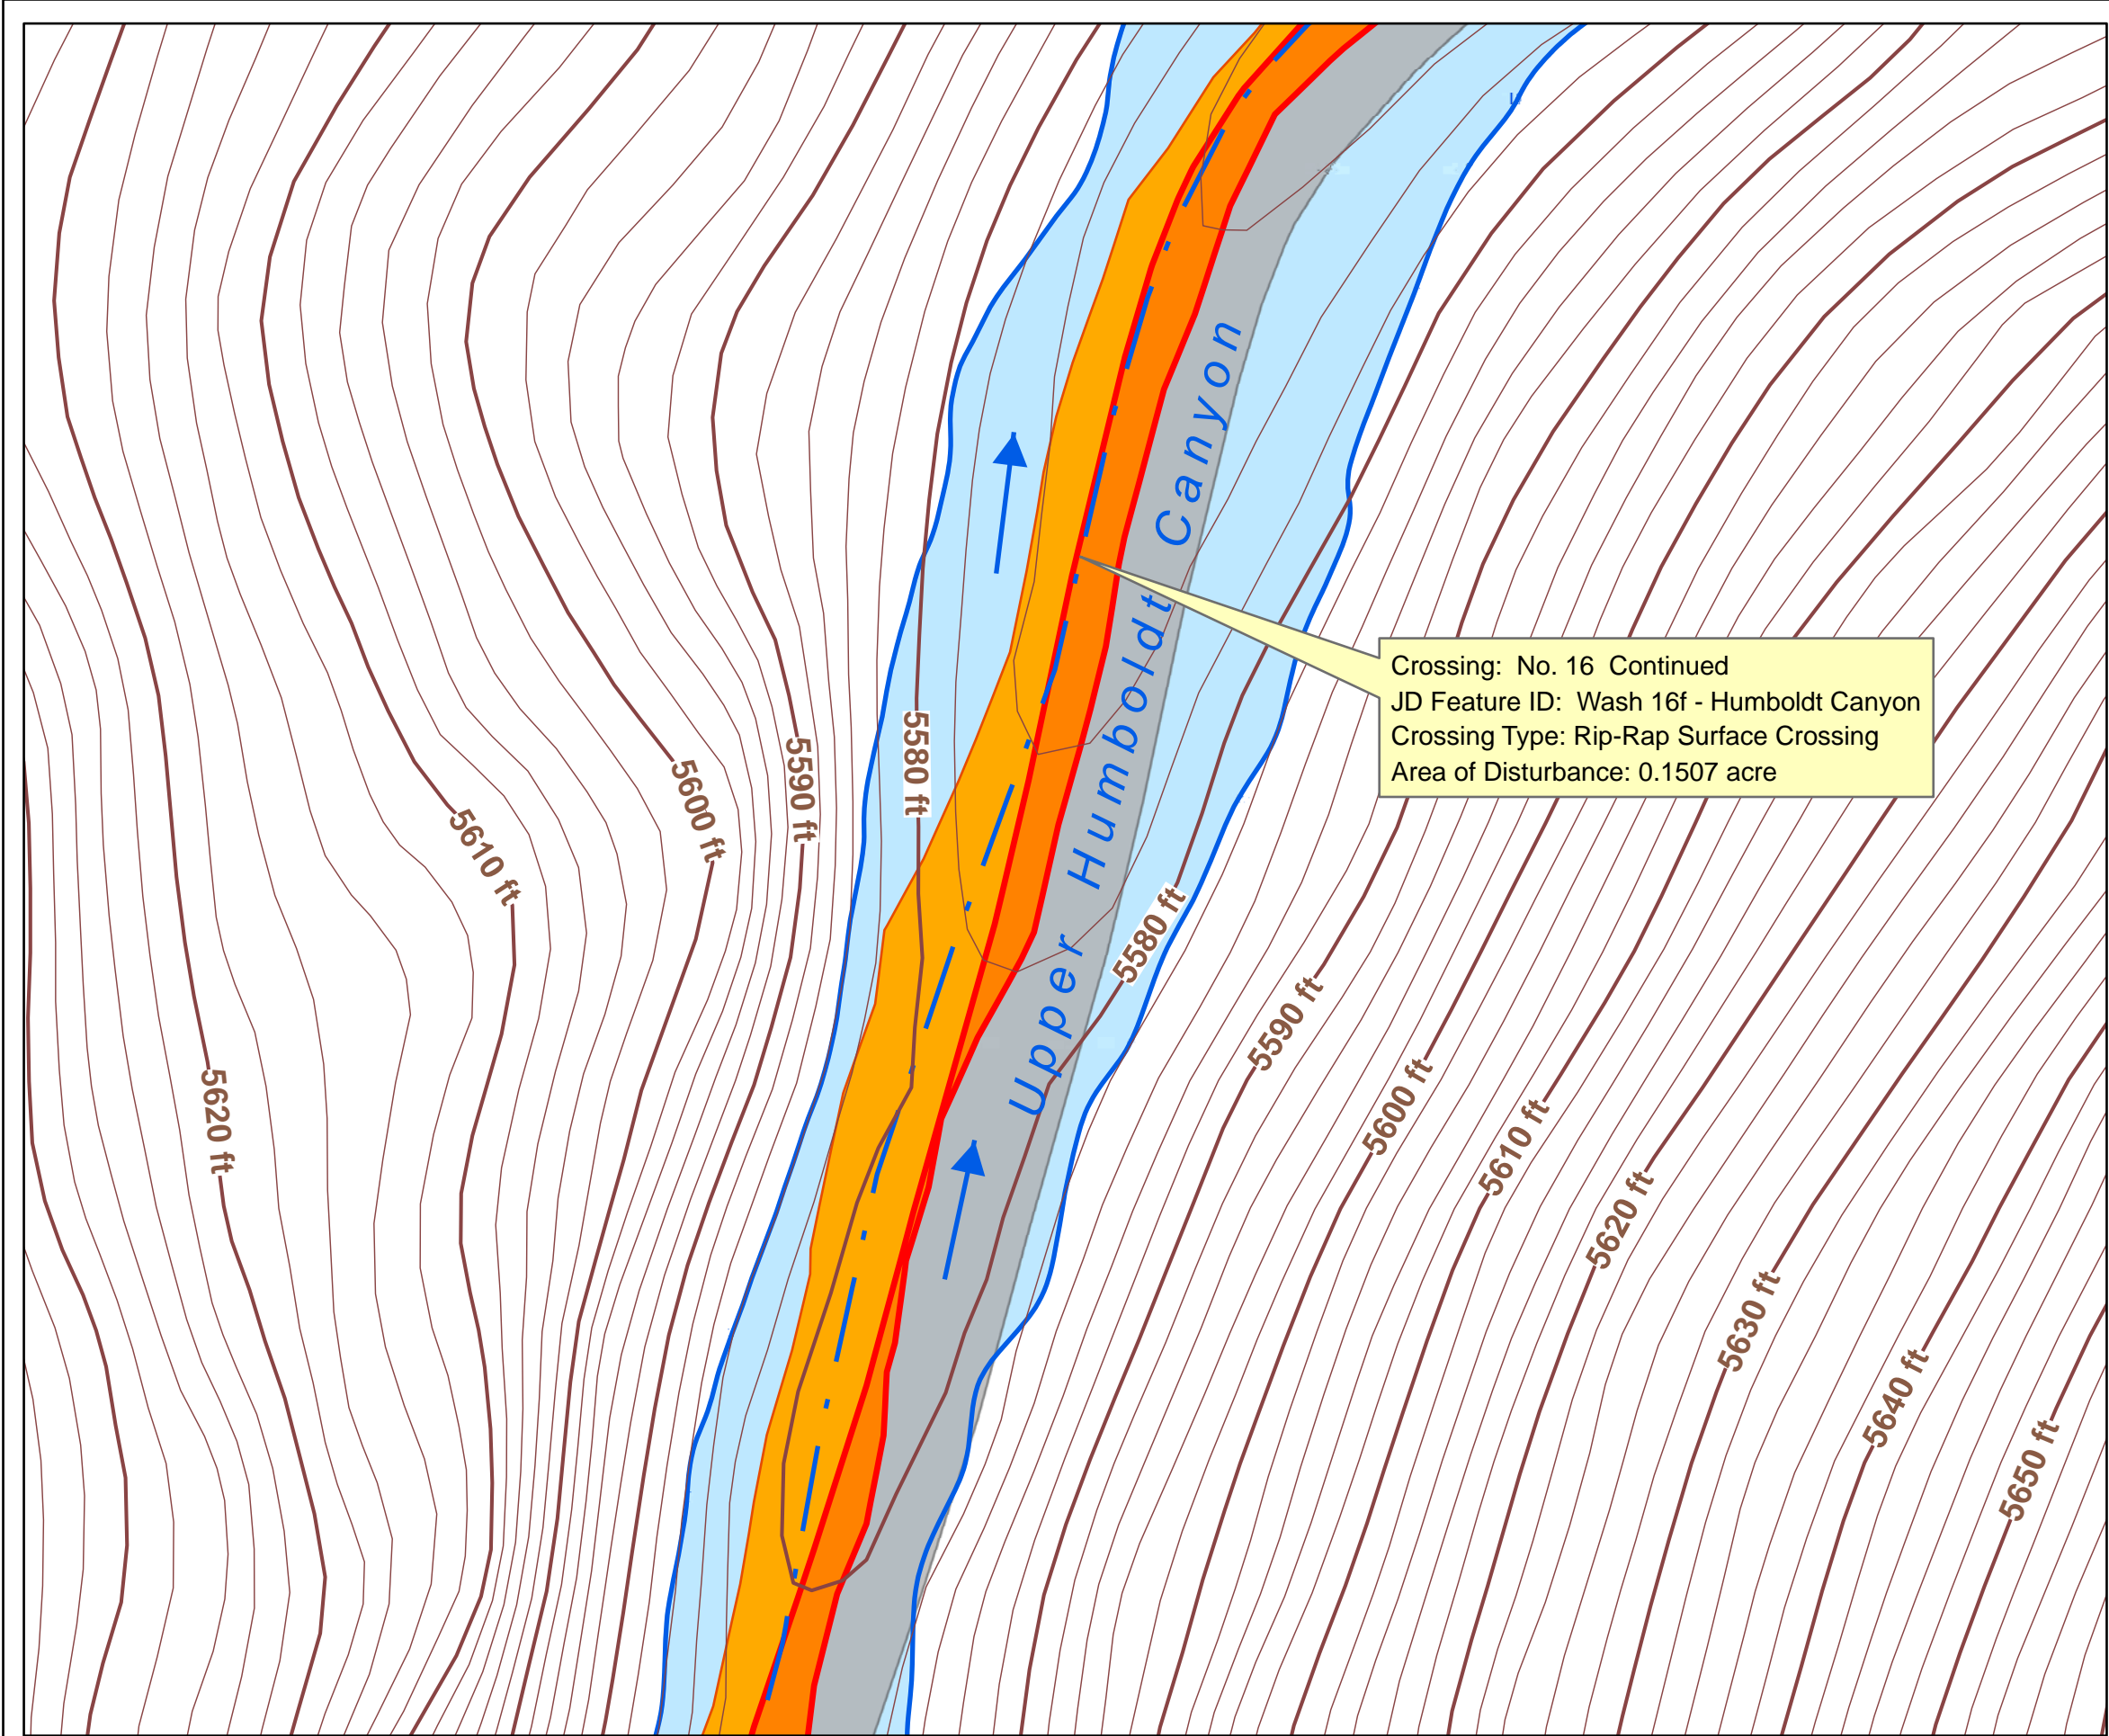 Upper Humboldt Canyon
Crossing: No. 16 Continued
JD Feature ID: Wash 16f - Humboldt Canyon
Crossing Type: Rip-Rap Surface Crossing
Area of Disturbance: 0.1507 acre
5620 ft
5610 ft
5600 ft
5590 ft
5580 ft
5580 ft
5590 ft
5600 ft
5610 ft
5620 ft
5630 ft
5640 ft
5650 ft